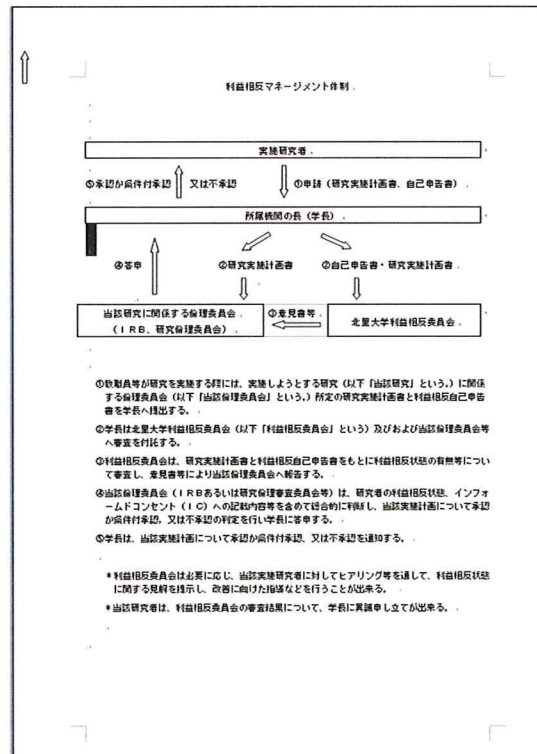 利益相反マネージメント体制
実施研究者
⑤承認か条件付承認 又は不承認 ①申請（研究実施計画書、自己申告書）
所属機関の長（学長）
④答申 ②研究実施計画書 ②自己申告書・研究実施計画書
当該研究に関係する倫理委員会
（ＩＲＢ、研究倫理委員会）
③意見書等
北里大学利益相反委員会
①教職員等が研究を実施する際には、実施しようとする研究（以下「当該研究」という。）に関係
する倫理委員会（以下「当該倫理委員会」という。）所定の研究実施計画書と利益相反自己申告
書を学長へ提出する。
②学長は北里大学利益相反委員会（以下「利益相反委員会」という）及びおよび当該倫理委員会等
へ審査を付託する。
③利益相反委員会は、研究実施計画書と利益相反自己申告書をもとに利益相反状態の有無等につい
て審査し、意見書等により当該倫理委員会へ報告する。
④当該倫理委員会（ＩＲＢあるいは研究倫理審査委員会等）は、研究者の利益相反状態、インフォ
ームドコンセント（ＩＣ）への記載内容等を含めて総合的に判断し、当該実施計画について承認
か条件付承認、又は不承認の判定を行い学長に答申する。
⑤学長は、当該実施計画について承認か条件付承認、又は不承認を通知する。
＊利益相反委員会は必要に応じ、当該実施研究者に対してヒアリング等を通して、利益相反状態
に関する見解を提示し、改善に向けた指導などを行うことが出来る。
＊当該研究者は、利益相反委員会の審査結果について、学長に異議申し立てが出来る。